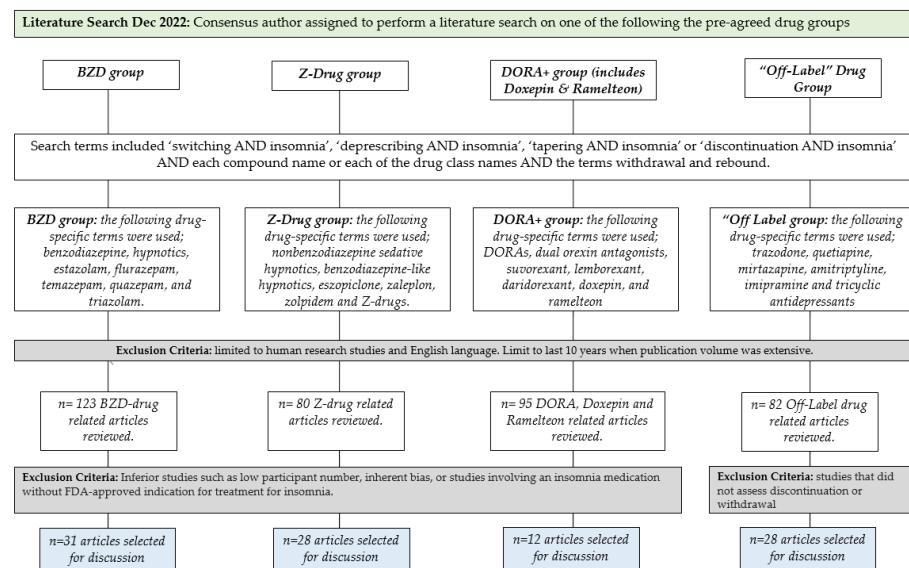 Literature Search Dec 2022: Consensus author assigned to perform a literature search on one of the following the pre-agreed drug groups
BZD group
Z-Drug group
DORA+ group (includes
Doxepin & Ramelteon)
“Off-Label” Drug
Group
Search terms included ‘switching AND insomnia’, ‘deprescribing AND insomnia’, ‘tapering AND insomnia’ or ‘discontinuation AND insomnia’
AND each compound name or each of the drug class names AND the terms withdrawal and rebound.
BZD group: the following drug-
specific terms were used;
benzodiazepine, hypnotics,
estazolam, flurazepam,
temazepam, quazepam, and
triazolam.
Z-Drug group: the following
drug-specific terms were used;
nonbenzodiazepine sedative
hypnotics, benzodiazepine-like
hypnotics, eszopiclone, zaleplon,
zolpidem and Z-drugs.
DORA+ group: the following
drug-specific terms were used;
DORAs, dual orexin antagonists,
suvorexant, lemborexant,
daridorexant, doxepin, and
ramelteon
“Off Label group: the following
drug-specific terms were used;
trazodone, quetiapine,
mirtazapine, amitriptyline,
imipramine and tricyclic
antidepressants
Exclusion Criteria: limited to human research studies and English language. Limit to last 10 years when publication volume was extensive.
n= 123 BZD-drug
related articles
reviewed.
n= 80 Z-drug related
articles reviewed.
n= 95 DORA, Doxepin and
Ramelteon related articles
reviewed.
n= 82 Off-Label drug
related articles
reviewed.
Exclusion Criteria: Inferior studies such as low participant number, inherent bias, or studies involving an insomnia medication
without FDA-approved indication for treatment for insomnia.
Exclusion Criteria: studies that did
not assess discontinuation or
withdrawal
n=31 articles selected
for discussion
n=28 articles selected
for discussion
n=12 articles selected
for discussion
n=28 articles selected
for discussion